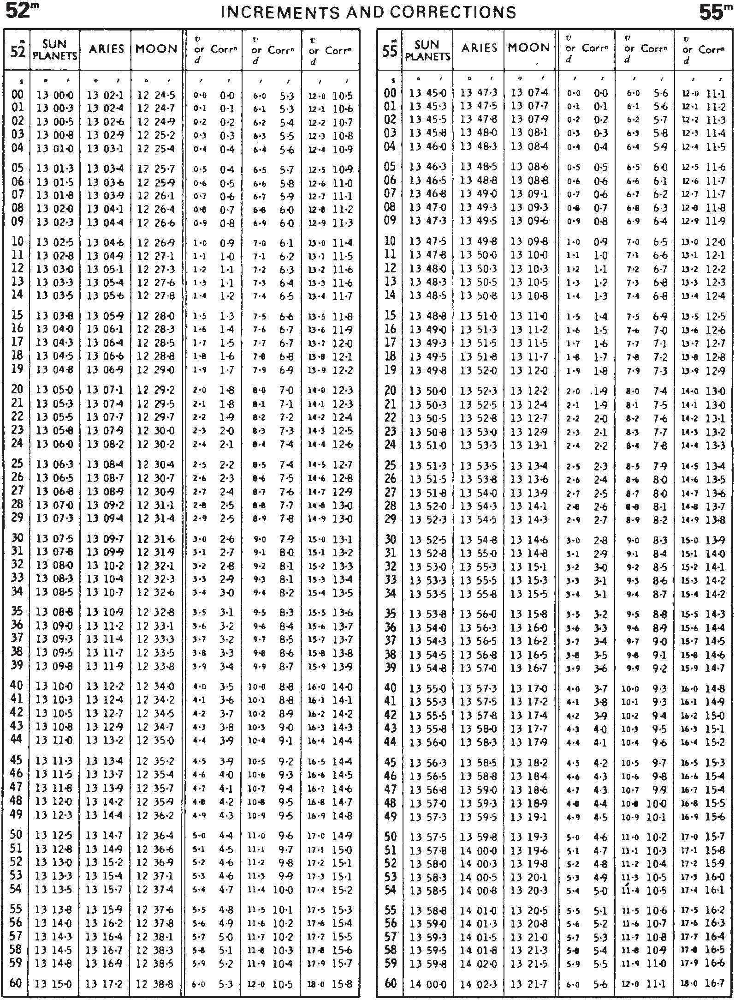 52ᵐ INCREMENTS AND CORRECTIONS 55ᵐ
52ᵐ SUN PLANETS ARIES MOON v or d Corrⁿ v or d Corrⁿ v or d Corrⁿ
s ° ′ ° ′ ° ′ ′ ′ ′ ′ ′ ′
00 13 00·0 13 02·1 12 24·5 0·0 0·0 6·0 5·3 12·0 10·5
01 13 00·3 13 02·4 12 24·7 0·1 0·1 6·1 5·3 12·1 10·6
02 13 00·5 13 02·6 12 24·9 0·2 0·2 6·2 5·4 12·2 10·7
03 13 00·8 13 02·9 12 25·2 0·3 0·3 6·3 5·5 12·3 10·8
04 13 01·0 13 03·1 12 25·4 0·4 0·4 6·4 5·6 12·4 10·9
05 13 01·3 13 03·4 12 25·7 0·5 0·4 6·5 5·7 12·5 10·9
06 13 01·5 13 03·6 12 25·9 0·6 0·5 6·6 5·8 12·6 11·0
07 13 01·8 13 03·9 12 26·1 0·7 0·6 6·7 5·9 12·7 11·1
08 13 02·0 13 04·1 12 26·4 0·8 0·7 6·8 6·0 12·8 11·2
09 13 02·3 13 04·4 12 26·6 0·9 0·8 6·9 6·0 12·9 11·3
10 13 02·5 13 04·6 12 26·9 1·0 0·9 7·0 6·1 13·0 11·4
11 13 02·8 13 04·9 12 27·1 1·1 1·0 7·1 6·2 13·1 11·5
12 13 03·0 13 05·1 12 27·3 1·2 1·1 7·2 6·3 13·2 11·6
13 13 03·3 13 05·4 12 27·6 1·3 1·1 7·3 6·4 13·3 11·6
14 13 03·5 13 05·6 12 27·8 1·4 1·2 7·4 6·5 13·4 11·7
15 13 03·8 13 05·9 12 28·0 1·5 1·3 7·5 6·6 13·5 11·8
16 13 04·0 13 06·1 12 28·3 1·6 1·4 7·6 6·7 13·6 11·9
17 13 04·3 13 06·4 12 28·5 1·7 1·5 7·7 6·7 13·7 12·0
18 13 04·5 13 06·6 12 28·8 1·8 1·6 7·8 6·8 13·8 12·1
19 13 04·8 13 06·9 12 29·0 1·9 1·7 7·9 6·9 13·9 12·2
20 13 05·0 13 07·1 12 29·2 2·0 1·8 8·0 7·0 14·0 12·3
21 13 05·3 13 07·4 12 29·5 2·1 1·8 8·1 7·1 14·1 12·3
22 13 05·5 13 07·7 12 29·7 2·2 1·9 8·2 7·2 14·2 12·4
23 13 05·8 13 07·9 12 30·0 2·3 2·0 8·3 7·3 14·3 12·5
24 13 06·0 13 08·2 12 30·2 2·4 2·1 8·4 7·4 14·4 12·6
25 13 06·3 13 08·4 12 30·4 2·5 2·2 8·5 7·4 14·5 12·7
26 13 06·5 13 08·7 12 30·7 2·6 2·3 8·6 7·5 14·6 12·8
27 13 06·8 13 08·9 12 30·9 2·7 2·4 8·7 7·6 14·7 12·9
28 13 07·0 13 09·2 12 31·1 2·8 2·5 8·8 7·7 14·8 13·0
29 13 07·3 13 09·4 12 31·4 2·9 2·5 8·9 7·8 14·9 13·0
30 13 07·5 13 09·7 12 31·6 3·0 2·6 9·0 7·9 15·0 13·1
31 13 07·8 13 09·9 12 31·9 3·1 2·7 9·1 8·0 15·1 13·2
32 13 08·0 13 10·2 12 32·1 3·2 2·8 9·2 8·1 15·2 13·3
33 13 08·3 13 10·4 12 32·3 3·3 2·9 9·3 8·1 15·3 13·4
34 13 08·5 13 10·7 12 32·6 3·4 3·0 9·4 8·2 15·4 13·5
35 13 08·8 13 10·9 12 32·8 3·5 3·1 9·5 8·3 15·5 13·6
36 13 09·0 13 11·2 12 33·1 3·6 3·2 9·6 8·4 15·6 13·7
37 13 09·3 13 11·4 12 33·3 3·7 3·2 9·7 8·5 15·7 13·7
38 13 09·5 13 11·7 12 33·5 3·8 3·3 9·8 8·6 15·8 13·8
39 13 09·8 13 11·9 12 33·8 3·9 3·4 9·9 8·7 15·9 13·9
40 13 10·0 13 12·2 12 34·0 4·0 3·5 10·0 8·8 16·0 14·0
41 13 10·3 13 12·4 12 34·2 4·1 3·6 10·1 8·8 16·1 14·1
42 13 10·5 13 12·7 12 34·5 4·2 3·7 10·2 8·9 16·2 14·2
43 13 10·8 13 12·9 12 34·7 4·3 3·8 10·3 9·0 16·3 14·3
44 13 11·0 13 13·2 12 35·0 4·4 3·9 10·4 9·1 16·4 14·4
45 13 11·3 13 13·4 12 35·2 4·5 3·9 10·5 9·2 16·5 14·4
46 13 11·5 13 13·7 12 35·4 4·6 4·0 10·6 9·3 16·6 14·5
47 13 11·8 13 13·9 12 35·7 4·7 4·1 10·7 9·4 16·7 14·6
48 13 12·0 13 14·2 12 35·9 4·8 4·2 10·8 9·5 16·8 14·7
49 13 12·3 13 14·4 12 36·2 4·9 4·3 10·9 9·5 16·9 14·8
50 13 12·5 13 14·7 12 36·4 5·0 4·4 11·0 9·6 17·0 14·9
51 13 12·8 13 14·9 12 36·6 5·1 4·5 11·1 9·7 17·1 15·0
52 13 13·0 13 15·2 12 36·9 5·2 4·6 11·2 9·8 17·2 15·1
53 13 13·3 13 15·4 12 37·1 5·3 4·6 11·3 9·9 17·3 15·1
54 13 13·5 13 15·7 12 37·4 5·4 4·7 11·4 10·0 17·4 15·2
55 13 13·8 13 15·9 12 37·6 5·5 4·8 11·5 10·1 17·5 15·3
56 13 14·0 13 16·2 12 37·8 5·6 4·9 11·6 10·2 17·6 15·4
57 13 14·3 13 16·4 12 38·1 5·7 5·0 11·7 10·2 17·7 15·5
58 13 14·5 13 16·7 12 38·3 5·8 5·1 11·8 10·3 17·8 15·6
59 13 14·8 13 16·9 12 38·5 5·9 5·2 11·9 10·4 17·9 15·7
60 13 15·0 13 17·2 12 38·8 6·0 5·3 12·0 10·5 18·0 15·8
55ᵐ SUN PLANETS ARIES MOON v or d Corrⁿ v or d Corrⁿ v or d Corrⁿ
s ° ′ ° ′ ° ′ ′ ′ ′ ′ ′ ′
00 13 45·0 13 47·3 13 07·4 0·0 0·0 6·0 5·6 12·0 11·1
01 13 45·3 13 47·5 13 07·7 0·1 0·1 6·1 5·6 12·1 11·2
02 13 45·5 13 47·8 13 07·9 0·2 0·2 6·2 5·7 12·2 11·3
03 13 45·8 13 48·0 13 08·1 0·3 0·3 6·3 5·8 12·3 11·4
04 13 46·0 13 48·3 13 08·4 0·4 0·4 6·4 5·9 12·4 11·5
05 13 46·3 13 48·5 13 08·6 0·5 0·5 6·5 6·0 12·5 11·6
06 13 46·5 13 48·8 13 08·8 0·6 0·6 6·6 6·1 12·6 11·7
07 13 46·8 13 49·0 13 09·1 0·7 0·6 6·7 6·2 12·7 11·7
08 13 47·0 13 49·3 13 09·3 0·8 0·7 6·8 6·3 12·8 11·8
09 13 47·3 13 49·5 13 09·6 0·9 0·8 6·9 6·4 12·9 11·9
10 13 47·5 13 49·8 13 09·8 1·0 0·9 7·0 6·5 13·0 12·0
11 13 47·8 13 50·0 13 10·0 1·1 1·0 7·1 6·6 13·1 12·1
12 13 48·0 13 50·3 13 10·3 1·2 1·1 7·2 6·7 13·2 12·2
13 13 48·3 13 50·5 13 10·5 1·3 1·2 7·3 6·8 13·3 12·3
14 13 48·5 13 50·8 13 10·8 1·4 1·3 7·4 6·8 13·4 12·4
15 13 48·8 13 51·0 13 11·0 1·5 1·4 7·5 6·9 13·5 12·5
16 13 49·0 13 51·3 13 11·2 1·6 1·5 7·6 7·0 13·6 12·6
17 13 49·3 13 51·5 13 11·5 1·7 1·6 7·7 7·1 13·7 12·7
18 13 49·5 13 51·8 13 11·7 1·8 1·7 7·8 7·2 13·8 12·8
19 13 49·8 13 52·0 13 12·0 1·9 1·8 7·9 7·3 13·9 12·9
20 13 50·0 13 52·3 13 12·2 2·0 1·9 8·0 7·4 14·0 13·0
21 13 50·3 13 52·5 13 12·4 2·1 1·9 8·1 7·5 14·1 13·0
22 13 50·5 13 52·8 13 12·7 2·2 2·0 8·2 7·6 14·2 13·1
23 13 50·8 13 53·0 13 12·9 2·3 2·1 8·3 7·7 14·3 13·2
24 13 51·0 13 53·3 13 13·1 2·4 2·2 8·4 7·8 14·4 13·3
25 13 51·3 13 53·5 13 13·4 2·5 2·3 8·5 7·9 14·5 13·4
26 13 51·5 13 53·8 13 13·6 2·6 2·4 8·6 8·0 14·6 13·5
27 13 51·8 13 54·0 13 13·9 2·7 2·5 8·7 8·0 14·7 13·6
28 13 52·0 13 54·3 13 14·1 2·8 2·6 8·8 8·1 14·8 13·7
29 13 52·3 13 54·5 13 14·3 2·9 2·7 8·9 8·2 14·9 13·8
30 13 52·5 13 54·8 13 14·6 3·0 2·8 9·0 8·3 15·0 13·9
31 13 52·8 13 55·0 13 14·8 3·1 2·9 9·1 8·4 15·1 14·0
32 13 53·0 13 55·3 13 15·1 3·2 3·0 9·2 8·5 15·2 14·1
33 13 53·3 13 55·5 13 15·3 3·3 3·1 9·3 8·6 15·3 14·2
34 13 53·5 13 55·8 13 15·5 3·4 3·1 9·4 8·7 15·4 14·2
35 13 53·8 13 56·0 13 15·8 3·5 3·2 9·5 8·8 15·5 14·3
36 13 54·0 13 56·3 13 16·0 3·6 3·3 9·6 8·9 15·6 14·4
37 13 54·3 13 56·5 13 16·2 3·7 3·4 9·7 9·0 15·7 14·5
38 13 54·5 13 56·8 13 16·5 3·8 3·5 9·8 9·1 15·8 14·6
39 13 54·8 13 57·0 13 16·7 3·9 3·6 9·9 9·2 15·9 14·7
40 13 55·0 13 57·3 13 17·0 4·0 3·7 10·0 9·3 16·0 14·8
41 13 55·3 13 57·5 13 17·2 4·1 3·8 10·1 9·3 16·1 14·9
42 13 55·5 13 57·8 13 17·4 4·2 3·9 10·2 9·4 16·2 15·0
43 13 55·8 13 58·0 13 17·7 4·3 4·0 10·3 9·5 16·3 15·1
44 13 56·0 13 58·3 13 17·9 4·4 4·1 10·4 9·6 16·4 15·2
45 13 56·3 13 58·5 13 18·2 4·5 4·2 10·5 9·7 16·5 15·3
46 13 56·5 13 58·8 13 18·4 4·6 4·3 10·6 9·8 16·6 15·4
47 13 56·8 13 59·0 13 18·6 4·7 4·3 10·7 9·9 16·7 15·4
48 13 57·0 13 59·3 13 18·9 4·8 4·4 10·8 10·0 16·8 15·5
49 13 57·3 13 59·5 13 19·1 4·9 4·5 10·9 10·1 16·9 15·6
50 13 57·5 13 59·8 13 19·3 5·0 4·6 11·0 10·2 17·0 15·7
51 13 57·8 14 00·0 13 19·6 5·1 4·7 11·1 10·3 17·1 15·8
52 13 58·0 14 00·3 13 19·8 5·2 4·8 11·2 10·4 17·2 15·9
53 13 58·3 14 00·5 13 20·1 5·3 4·9 11·3 10·5 17·3 16·0
54 13 58·5 14 00·8 13 20·3 5·4 5·0 11·4 10·5 17·4 16·1
55 13 58·8 14 01·0 13 20·5 5·5 5·1 11·5 10·6 17·5 16·2
56 13 59·0 14 01·3 13 20·8 5·6 5·2 11·6 10·7 17·6 16·3
57 13 59·3 14 01·5 13 21·0 5·7 5·3 11·7 10·8 17·7 16·4
58 13 59·5 14 01·8 13 21·3 5·8 5·4 11·8 10·9 17·8 16·5
59 13 59·8 14 02·0 13 21·5 5·9 5·5 11·9 11·0 17·9 16·6
60 14 00·0 14 02·3 13 21·7 6·0 5·6 12·0 11·1 18·0 16·7